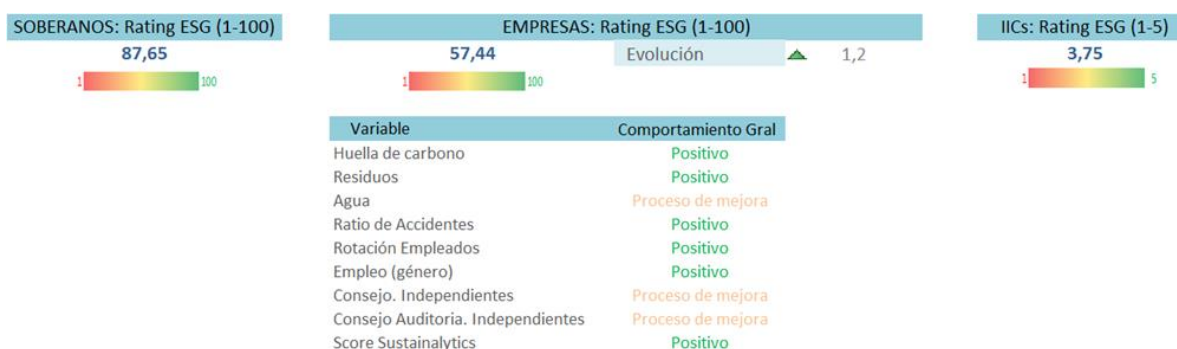 SOBERANOS: Rating ESG (1-100)
87,65
1 100
EMPRESAS: Rating ESG (1-100)
57,44 Evolución 1,2
1 100
IICs: Rating ESG (1-5)
3,75
1 5
Variable Comportamiento Gral
Huella de carbono Positivo
Residuos Positivo
Agua Proceso de mejora
Ratio de Accidentes Positivo
Rotación Empleados Positivo
Empleo (género) Positivo
Consejo. Independientes Proceso de mejora
Consejo Auditoria. Independientes Proceso de mejora
Score Sustainalytics Positivo